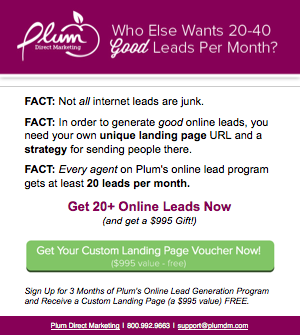 Plum
Direct Marketing
Who Else Wants 20-40
Good Leads Per Month?
FACT: Not all internet leads are junk.
FACT: In order to generate good online leads, you
need your own unique landing page URL and a
strategy for sending people there.
FACT: Every agent on Plum's online lead program
gets at least 20 leads per month.
Get 20+ Online Leads Now
(and get a $995 Gift!)
Get Your Custom Landing Page Voucher Now!
($995 value - free)
Sign Up for 3 Months of Plum's Online Lead Generation Program
and Receive a Custom Landing Page (a $995 value) FREE.
Plum Direct Marketing | 800.992.9663 | support@plumdm.com